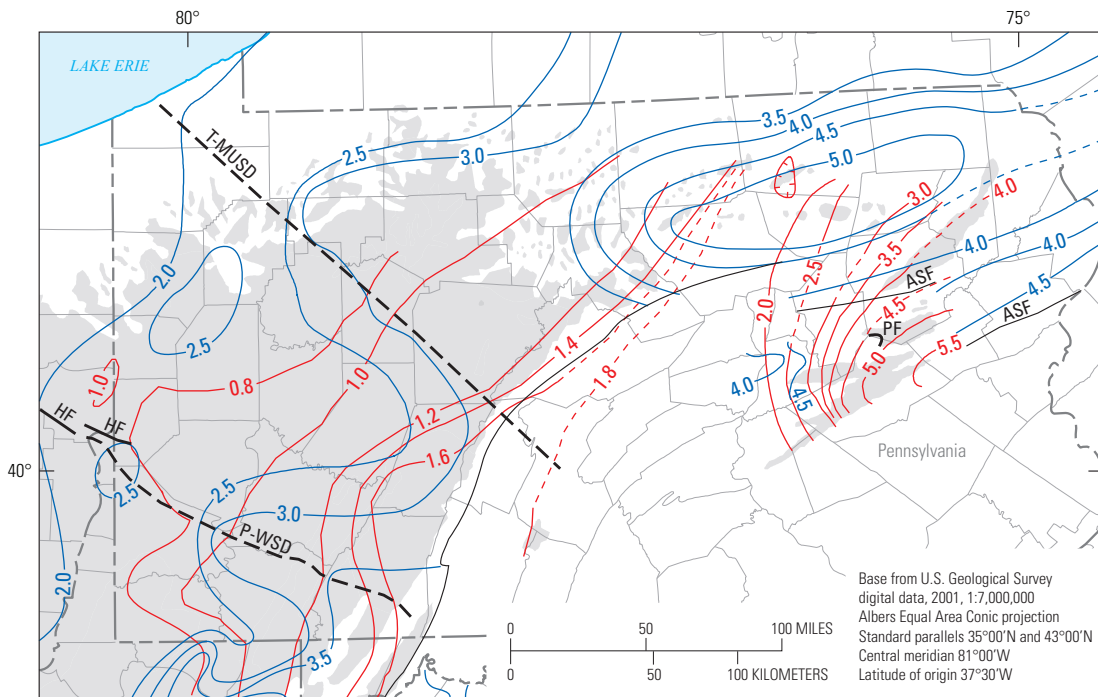 80°
75°
LAKE ERIE
T-MUSD
2.5
3.0
3.5
4.0
4.5
5.0
3.0
4.0
2.0
2.5
3.5
4.0
4.0
2.5
2.0
ASF
4.5
4.5
ASF
PF
1.4
5.5
1.0
0.8
1.0
1.8
4.0
4.5
5.0
HF
HF
1.2
1.6
40°
2.5
2.5
3.0
Pennsylvania
P-WSD
2.0
3.5
0 50 100 MILES
0 50 100 KILOMETERS
Base from U.S. Geological Survey
digital data, 2001, 1:7,000,000
Albers Equal Area Conic projection
Standard parallels 35°00'N and 43°00'N
Central meridian 81°00'W
Latitude of origin 37°30'W